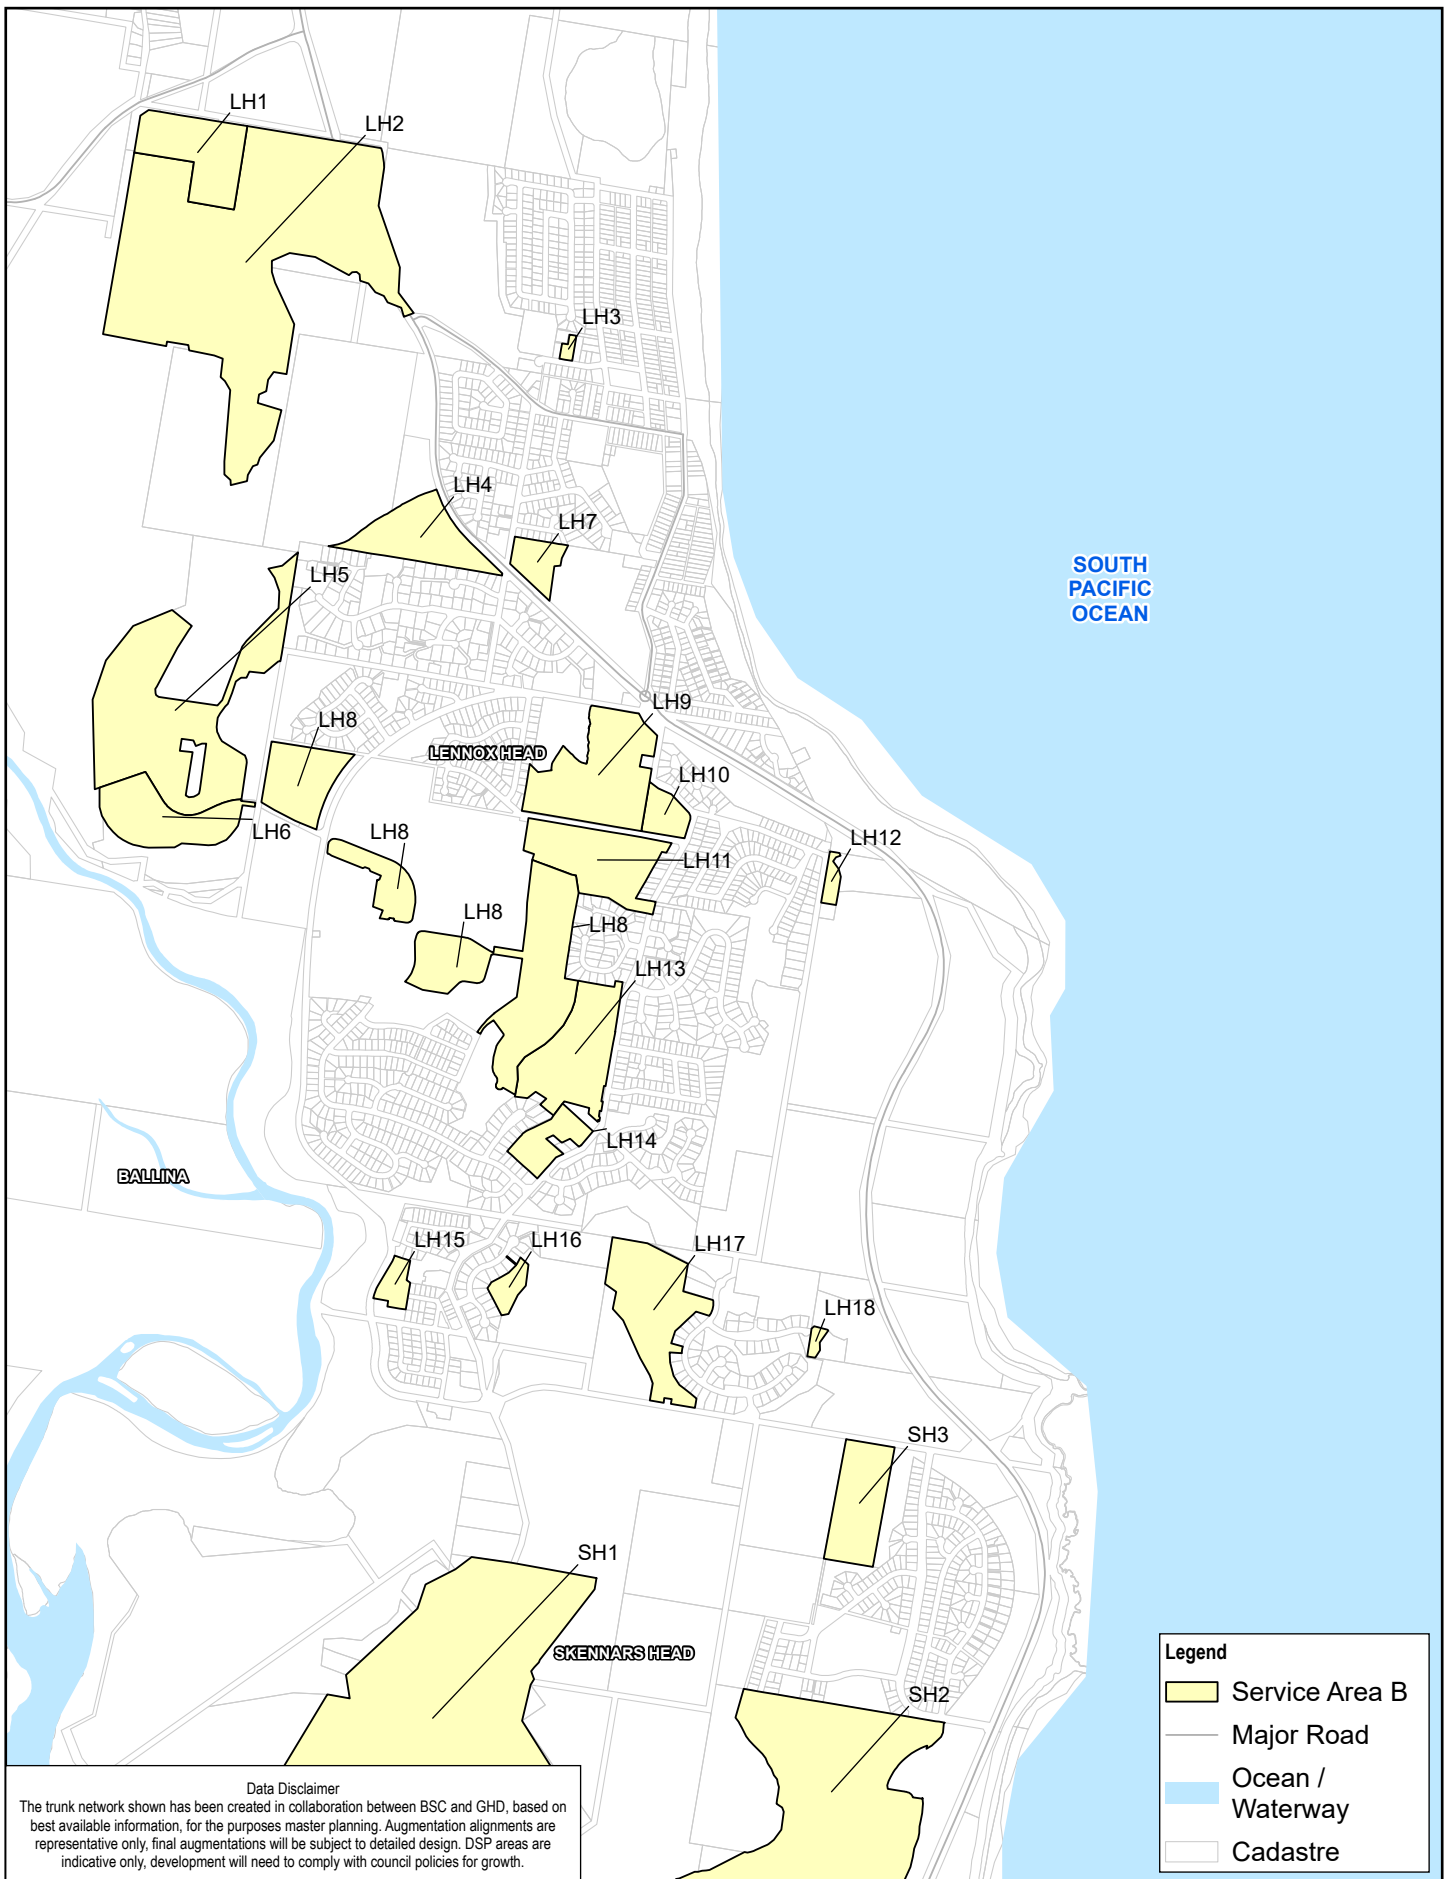 LH1
LH2
LH3
LH4
LH7
SOUTH
PACIFIC
OCEAN
LH5
LH9
LH8
LENNOX HEAD
LH10
LH6
LH8
LH12
LH11
LH8
LH8
LH13
LH14
BALLINA
LH15
LH16
LH17
LH18
SH3
SH1
SKENNARS HEAD
SH2
Legend
Service Area B
Major Road
Ocean /
Waterway
Cadastre
Data Disclaimer
The trunk network shown has been created in collaboration between BSC and GHD, based on
best available information, for the purposes master planning. Augmentation alignments are
representative only, final augmentations will be subject to detailed design. DSP areas are
indicative only, development will need to comply with council policies for growth.